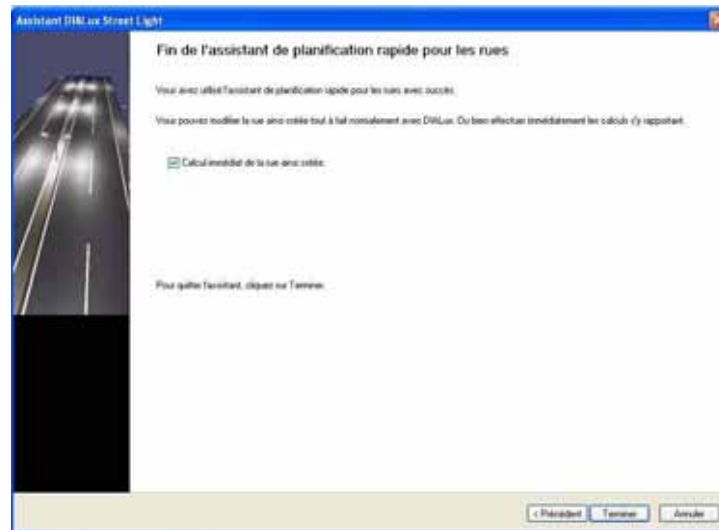 Assistant DIALux Street Light
Fin de l'assistant de planification rapide pour les rues
Vous avez utilisé l'assistant de planification rapide pour les rues avec succès.
Vous pouvez modifier la rue ainsi créée tout à fait normalement avec DIALux. Ou bien effectuer immédiatement les calculs s'y rapportant.
Calcul immédiat de la rue ainsi créée.
Pour quitter l'assistant, cliquez sur Terminer.
< Précédent
Terminer
Annuler